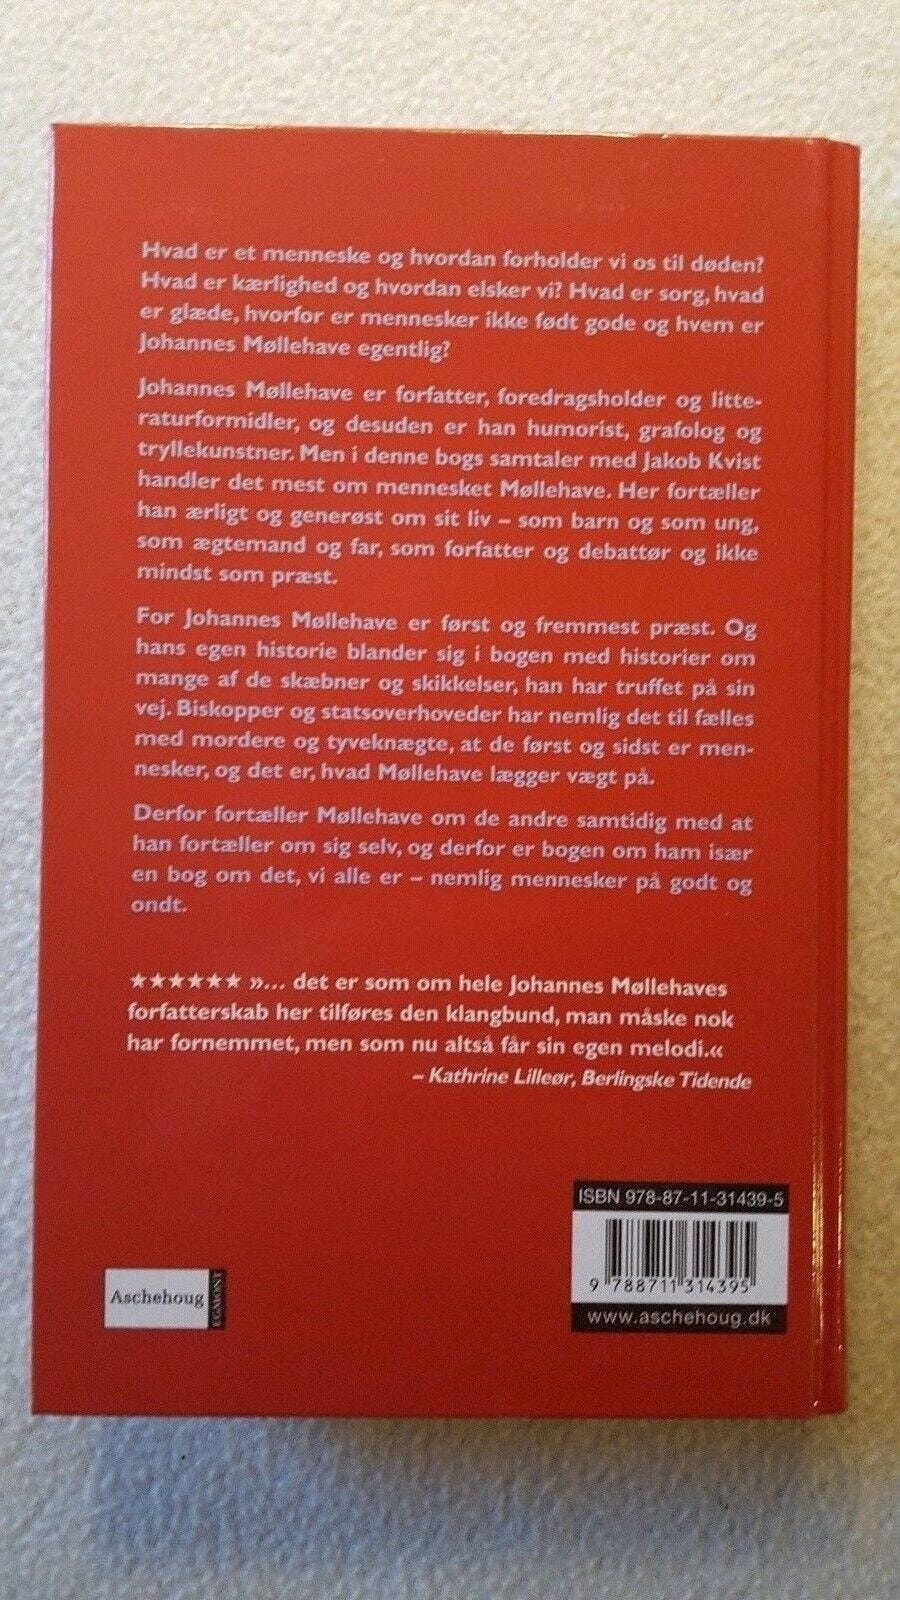 Hvad er et menneske og hvordan forholder vi os til døden?
Hvad er kærlighed og hvordan elsker vi? Hvad er sorg, hvad
er glæde, hvorfor er mennesker ikke født gode og hvem er
Johannes Møllehave egentlig?
Johannes Møllehave er forfatter, foredragsholder og litte-
raturformidler, og desuden er han humorist, grafolog og
tryllekunstner. Men i denne bogs samtaler med Jakob Kvist
handler det mest om mennesket Møllehave. Her fortæller
han ærligt og generøst om sit liv – som barn og som ung,
som ægtemand og far, som forfatter og debattør og ikke
mindst som præst.
For Johannes Møllehave er først og fremmest præst. Og
hans egen historie blander sig i bogen med historier om
mange af de skæbner og skikkelser, han har truffet på sin
vej. Biskopper og statsoverhoveder har nemlig det til fælles
med mordere og tyveknægte, at de først og sidst er men-
nesker, og det er, hvad Møllehave lægger vægt på.
Derfor fortæller Møllehave om de andre samtidig med at
han fortæller om sig selv, og derfor er bogen om ham især
en bog om det, vi alle er – nemlig mennesker på godt og
ondt.
★★★★★★ »... det er som om hele Johannes Møllehaves
forfatterskab her tilføres den klangbund, man måske nok
har fornemmet, men som nu altså får sin egen melodi.«
– Kathrine Lilleør, Berlingske Tidende
ISBN 978-87-11-31439-5
9 788711 314395
www.aschehoug.dk
Aschehoug
EGMONT